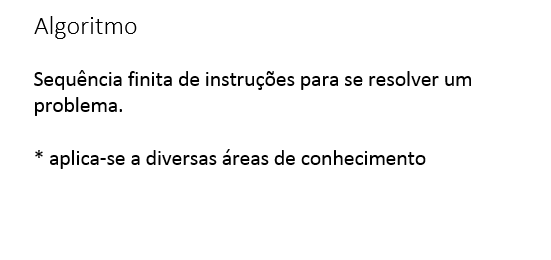 Algoritmo
Sequência finita de instruções para se resolver um
problema.
* aplica-se a diversas áreas de conhecimento